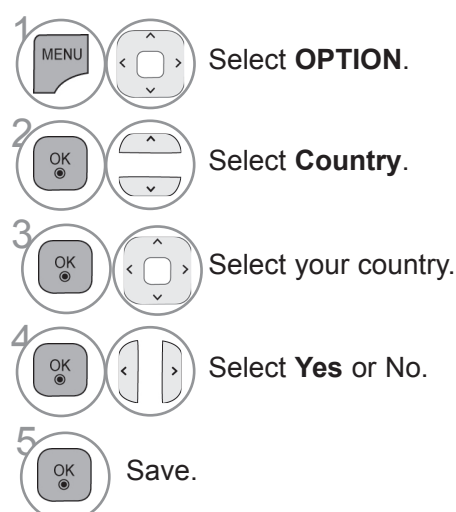 1
MENU
Select OPTION.
2
OK
Select Country.
3
OK
Select your country.
4
OK
Select Yes or No.
5
OK
Save.